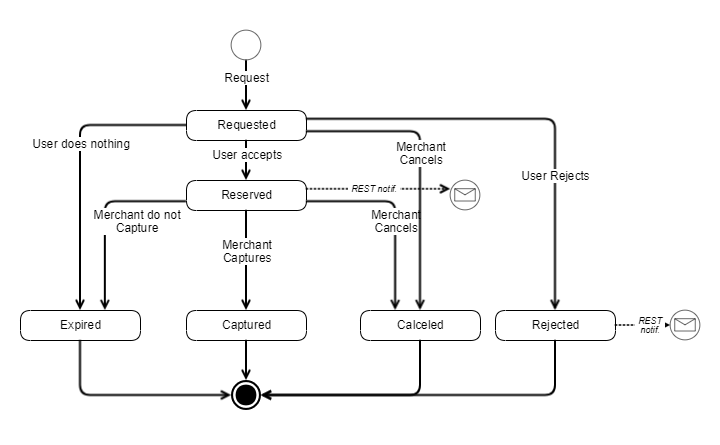 Request
Requested
User does nothing
User accepts
Merchant
Cancels
User Rejects
Reserved
REST notif.
Merchant do not
Capture
Merchant
Captures
Merchant
Cancels
Expired
Captured
Calceled
Rejected
REST
notif.